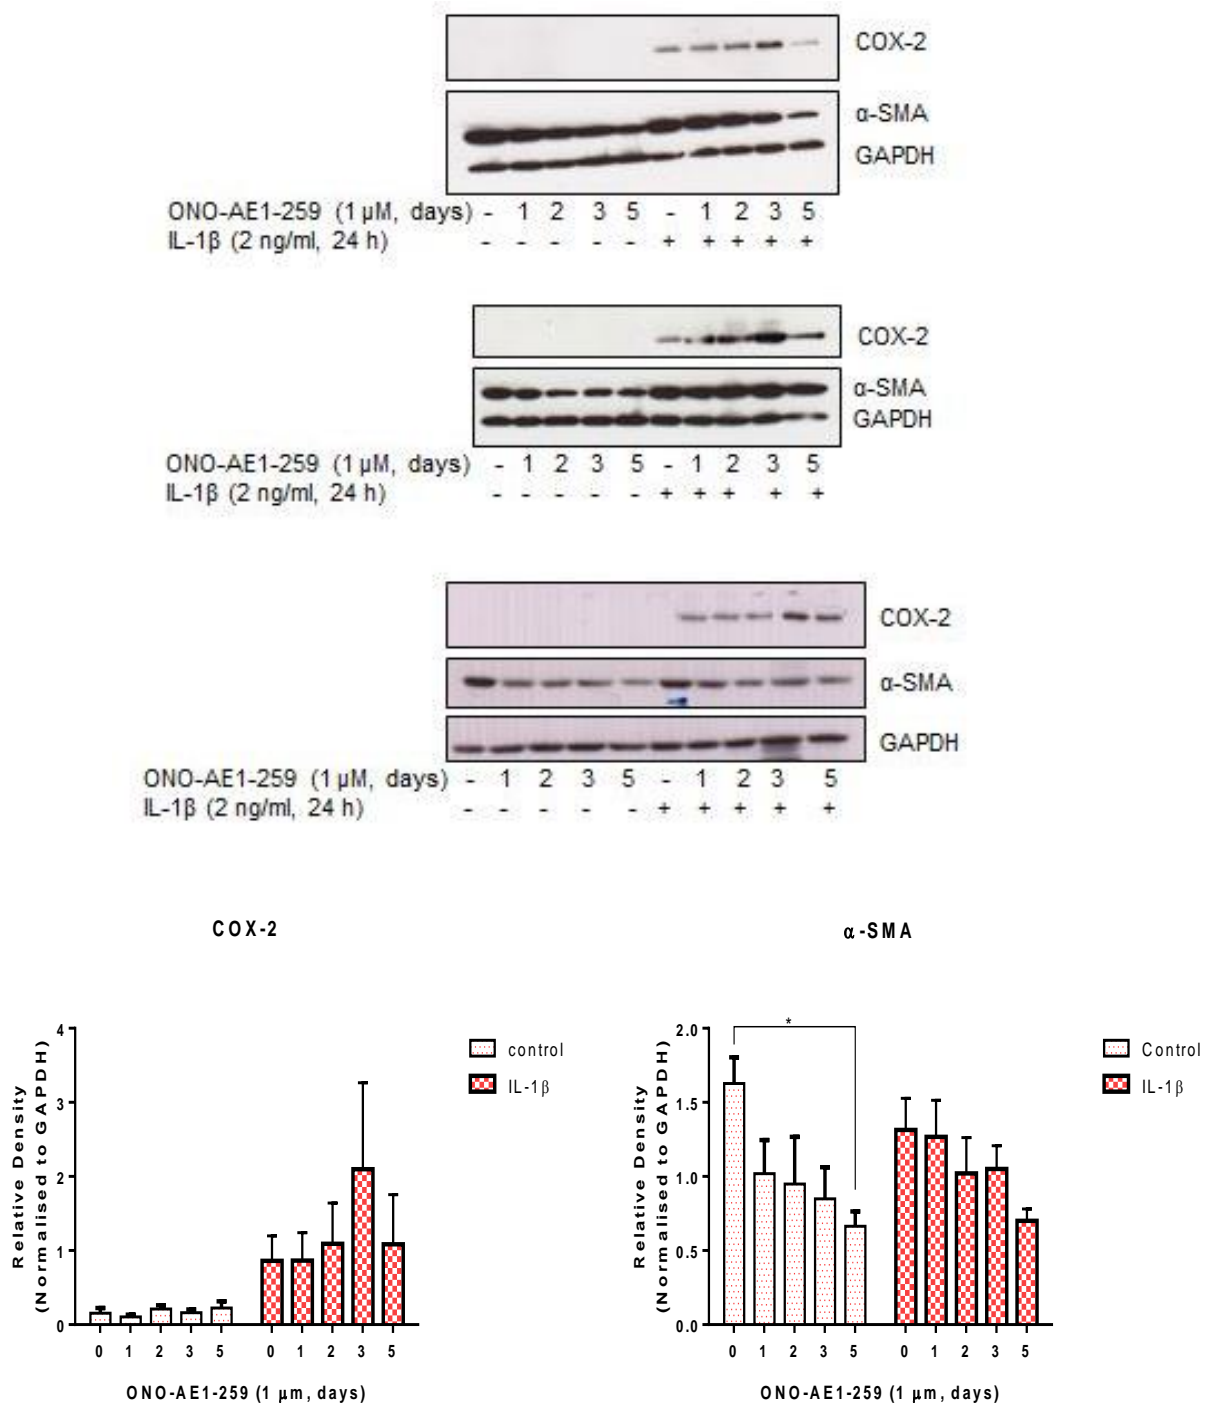 COX-2
α-SMA
GAPDH
ONO-AE1-259 (1 µM, days) - 1 2 3 5 - 1 2 3 5
IL-1β (2 ng/ml, 24 h) - - - - - + + + + +
COX-2
α-SMA
GAPDH
ONO-AE1-259 (1 µM, days) - 1 2 3 5 - 1 2 3 5
IL-1β (2 ng/ml, 24 h) - - - - - + + + + +
COX-2
α-SMA
GAPDH
ONO-AE1-259 (1 µM, days) - 1 2 3 5 - 1 2 3 5
IL-1β (2 ng/ml, 24 h) - - - - - + + + + +
COX-2
Relative Density
(Normalised to GAPDH)
4
3
2
1
0
0 1 2 3 5 0 1 2 3 5
ONO-AE1-259 (1 µm, days)
control
IL-1β
α-SMA
Relative Density
(Normalised to GAPDH)
2.0
1.5
1.0
0.5
0.0
*
0 1 2 3 5 0 1 2 3 5
ONO-AE1-259 (1 µm, days)
Control
IL-1β